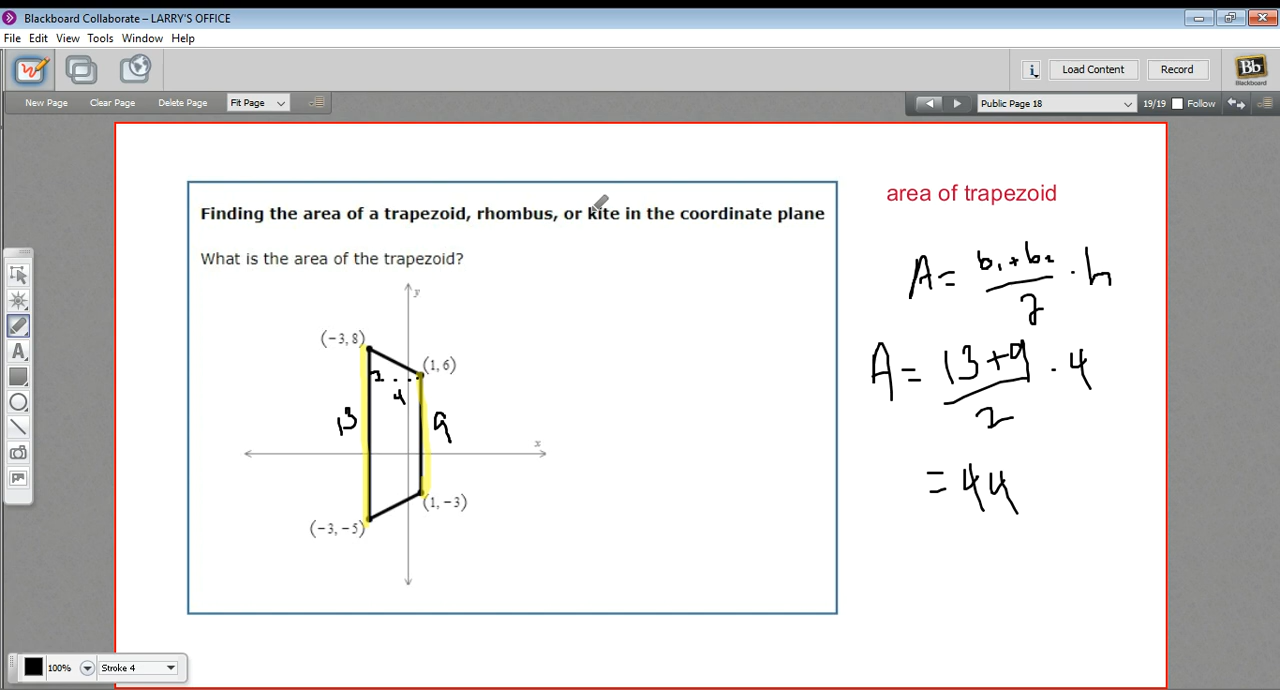 Blackboard Collaborate – LARRY'S OFFICE
File Edit View Tools Window Help
Load Content Record Bb
Blackboard
New Page Clear Page Delete Page Fit Page Public Page 18 19/19 Follow
Finding the area of a trapezoid, rhombus, or kite in the coordinate plane
What is the area of the trapezoid?
y
(−3, 8)
(1, 6)
4
13 9
x
(1, −3)
(−3, −5)
area of trapezoid
A = b1 + b2 / 2 · h
A = 13 + 9 / 2 · 4
= 44
A
100% Stroke 4